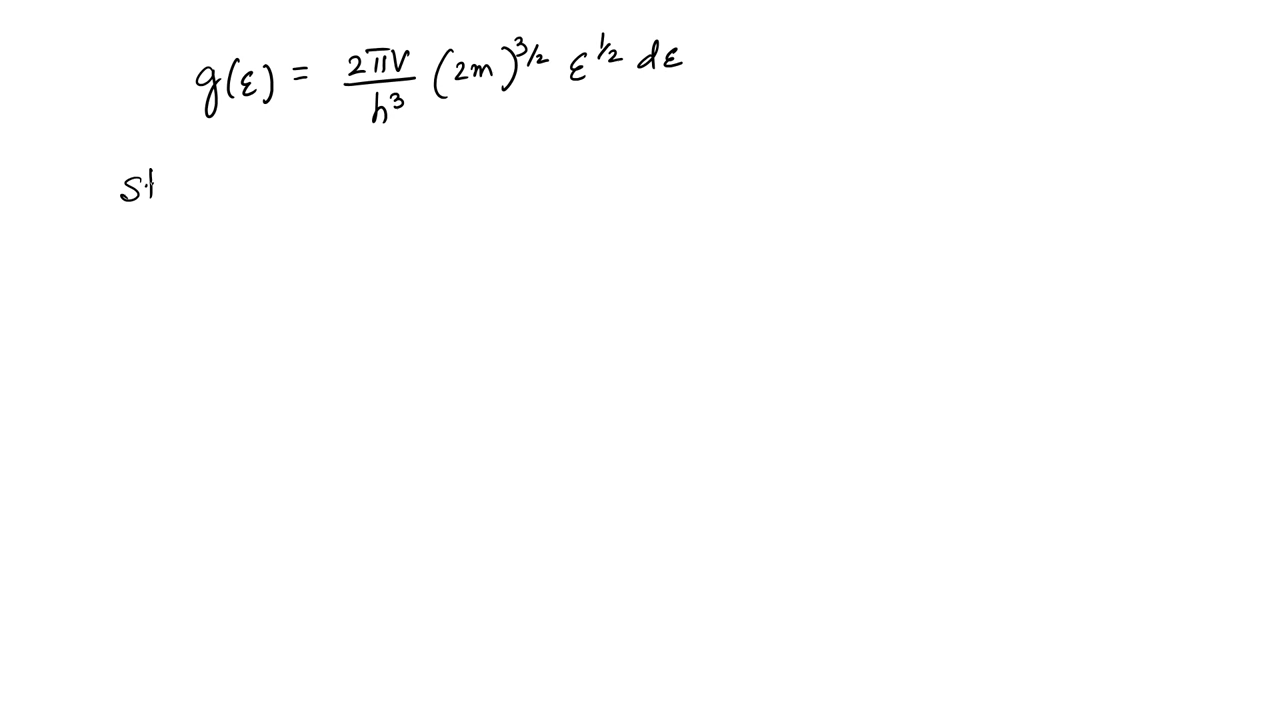 g(ε) = 2πV/h³ (2m)^3/2 ε^1/2 dε